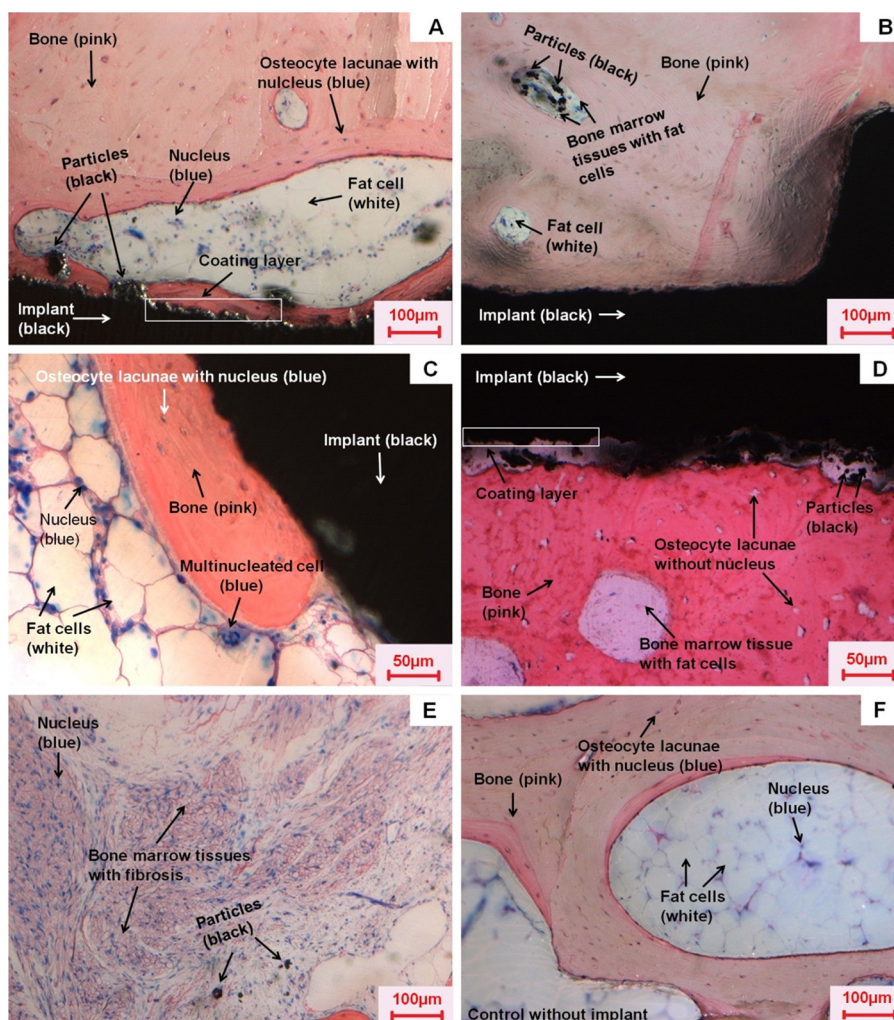 A
Bone (pink)
Osteocyte lacunae with
nulcleus (blue)
Particles
(black)
Nucleus
(blue)
Fat cell
(white)
Coating layer
Implant
(black)
100µm
B
Particles (black)
Bone (pink)
Bone marrow
tissues with fat
cells
Fat cell
(white)
Implant (black)
100µm
C
Osteocyte lacunae with nucleus (blue)
Implant (black)
Nucleus
(blue)
Bone (pink)
Multinucleated cell
(blue)
Fat cells
(white)
50µm
D
Implant (black)
Coating layer
Particles
(black)
Osteocyte lacunae
without nucleus
Bone
(pink)
Bone marrow tissue
with fat cells
50µm
E
Nucleus
(blue)
Bone marrow tissues
with fibrosis
Particles
(black)
100µm
F
Osteocyte lacunae
with nucleus (blue)
Bone (pink)
Nucleus
(blue)
Fat cells
(white)
Control without implant
100µm